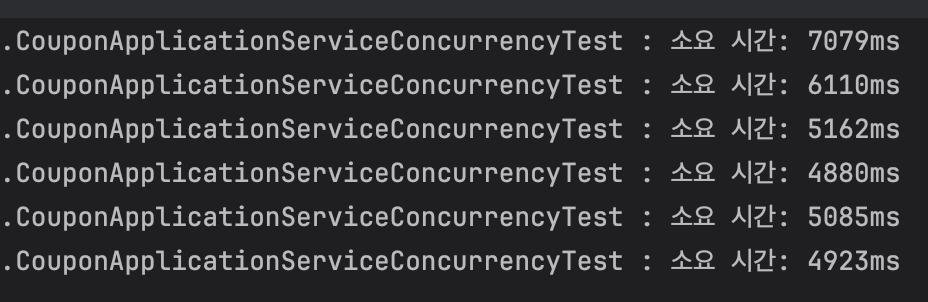 .CouponApplicationServiceConcurrencyTest : 소요 시간: 7079ms
.CouponApplicationServiceConcurrencyTest : 소요 시간: 6110ms
.CouponApplicationServiceConcurrencyTest : 소요 시간: 5162ms
.CouponApplicationServiceConcurrencyTest : 소요 시간: 4880ms
.CouponApplicationServiceConcurrencyTest : 소요 시간: 5085ms
.CouponApplicationServiceConcurrencyTest : 소요 시간: 4923ms